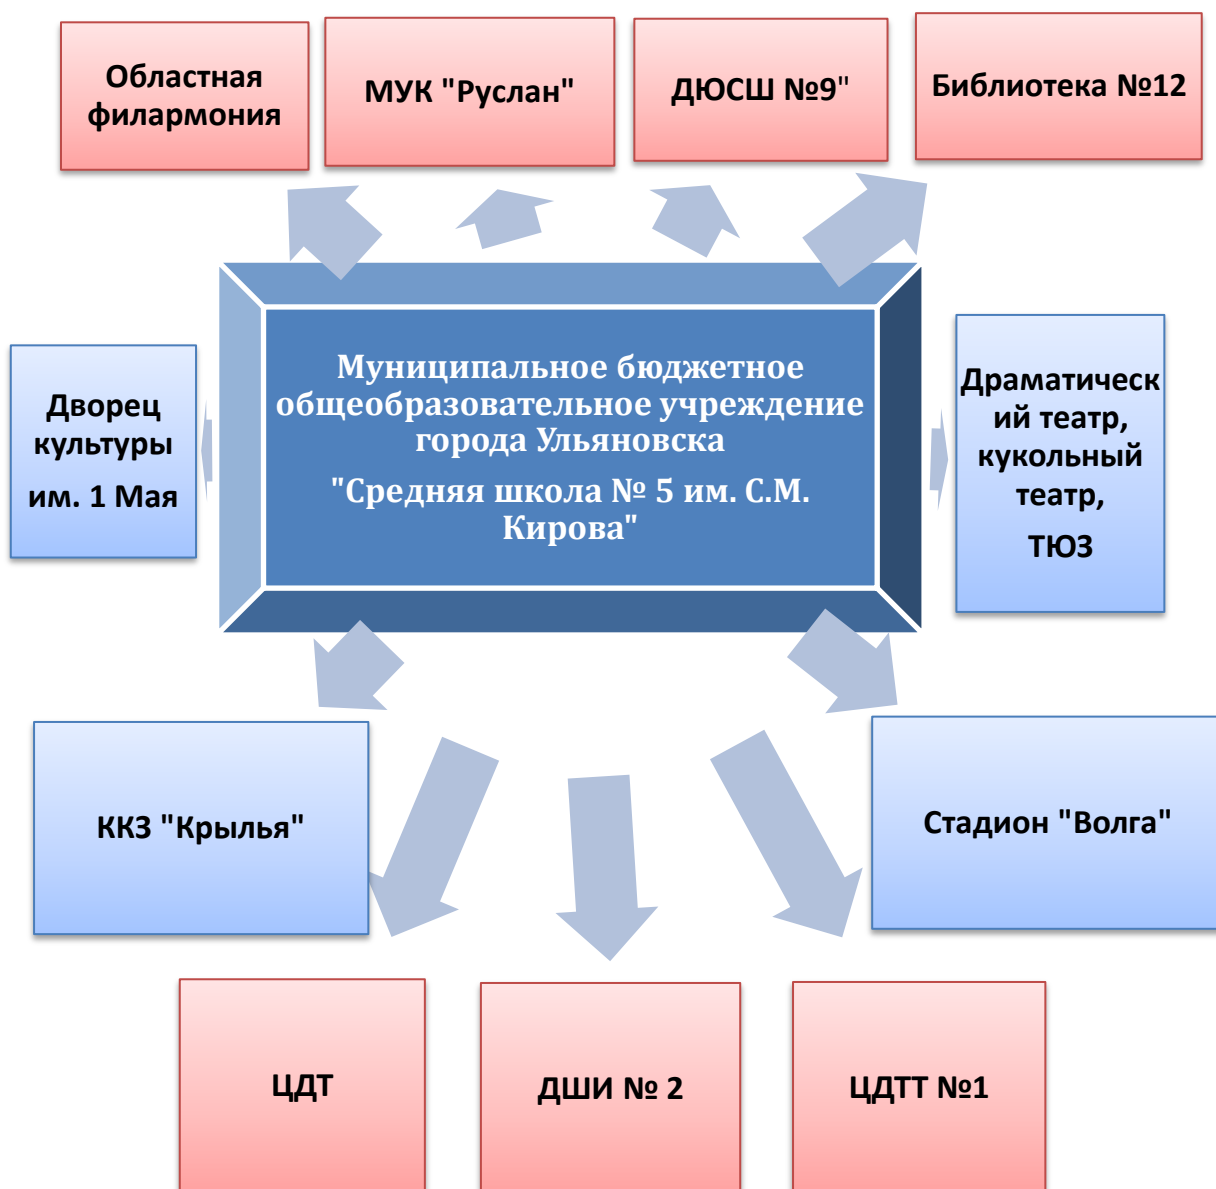 Областная
филармония
МУК "Руслан"
ДЮСШ №9"
Библиотека №12
Дворец
культуры
им. 1 Мая
Муниципальное бюджетное
общеобразовательное учреждение
города Ульяновска
"Средняя школа № 5 им. С.М.
Кирова"
Драматическ
ий театр,
кукольный
театр,
ТЮЗ
ККЗ "Крылья"
Стадион "Волга"
ЦДТ
ДШИ № 2
ЦДТТ №1